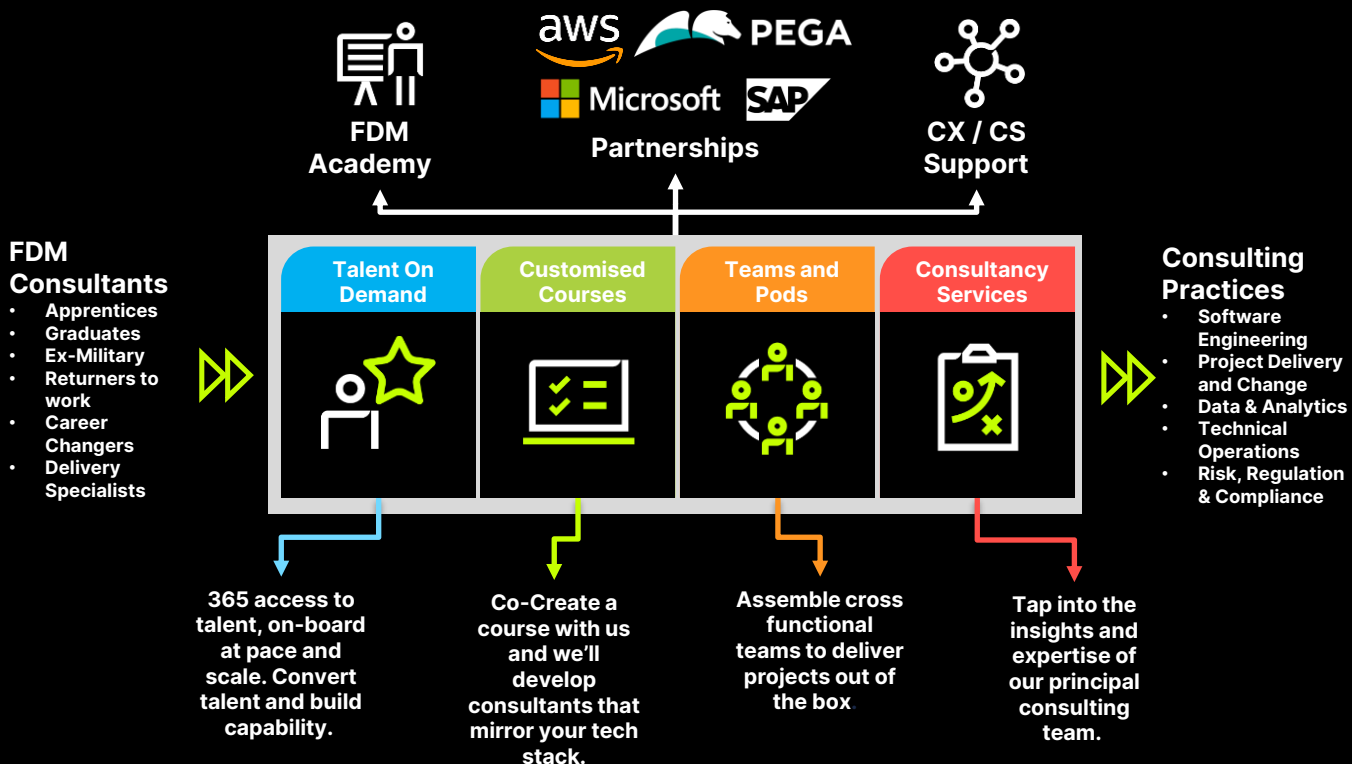 aws
PEGA
Microsoft
SAP
FDM
Academy
Partnerships
CX / CS
Support
FDM
Consultants
• Apprentices
• Graduates
• Ex-Military
• Returners to
work
• Career
Changers
• Delivery
Specialists
Talent On
Demand
Customised
Courses
Teams and
Pods
Consultancy
Services
Consulting
Practices
• Software
Engineering
• Project Delivery
and Change
• Data & Analytics
• Technical
Operations
• Risk, Regulation
& Compliance
365 access to
talent, on-board
at pace and
scale. Convert
talent and build
capability.
Co-Create a
course with us
and we’ll
develop
consultants that
mirror your tech
stack.
Assemble cross
functional
teams to deliver
projects out of
the box.
Tap into the
insights and
expertise of
our principal
consulting
team.